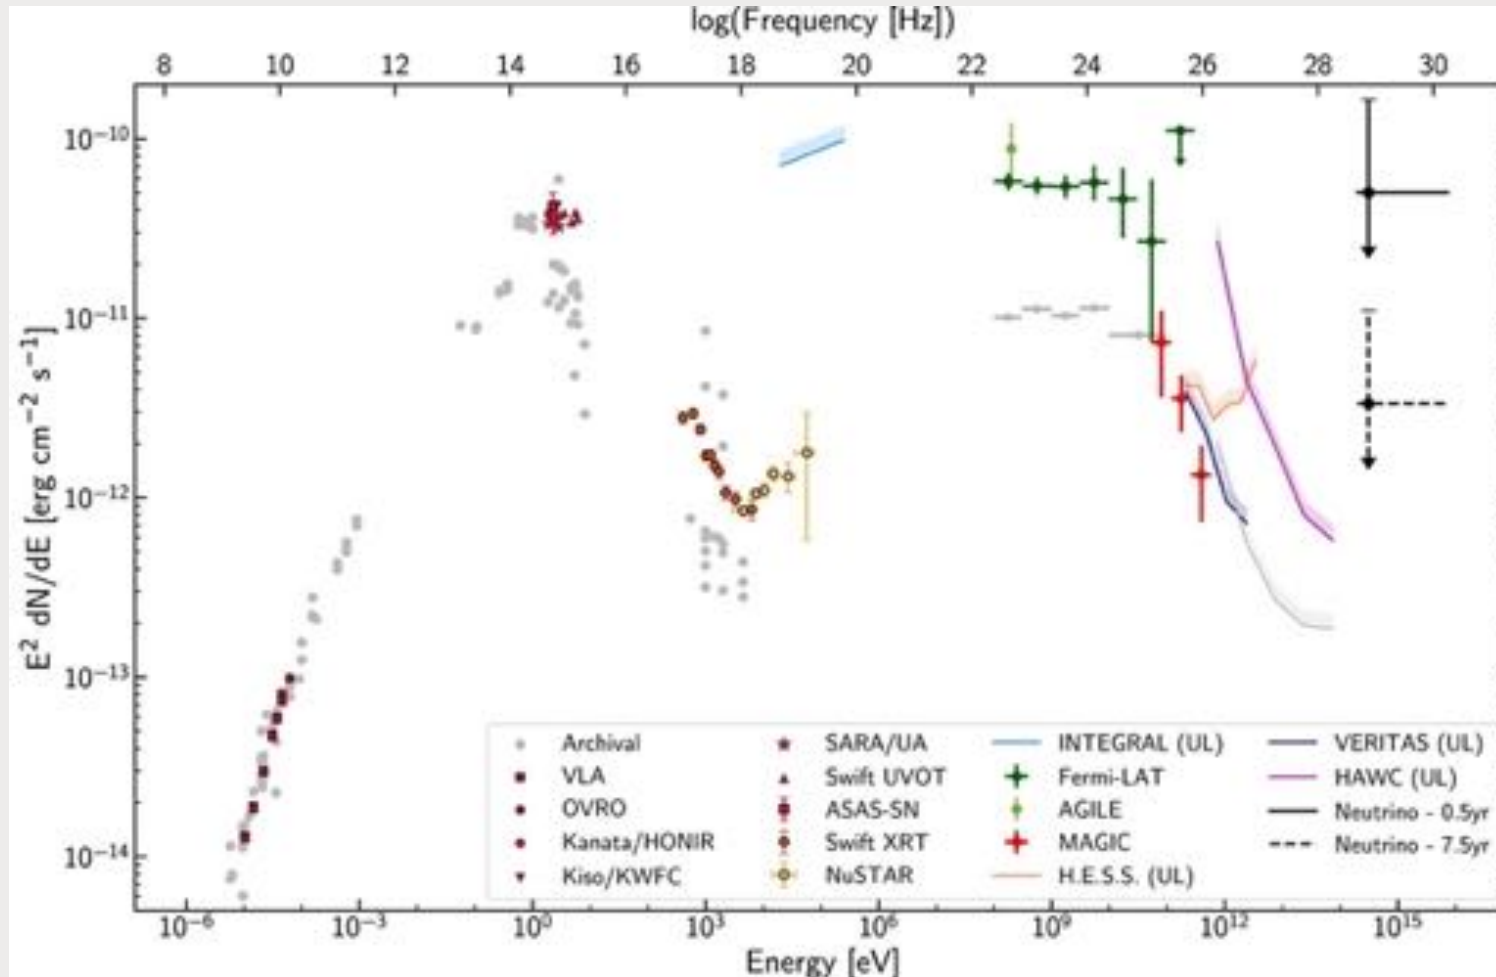 log(Frequency [Hz])
8 10 12 14 16 18 20 22 24 26 28 30
10⁻¹⁰
10⁻¹¹
10⁻¹²
10⁻¹³
10⁻¹⁴
E² dN/dE [erg cm⁻² s⁻¹]
Archival
VLA
OVRO
Kanata/HONIR
Kiso/KWFC
SARA/UA
Swift UVOT
ASAS-SN
Swift XRT
NuSTAR
INTEGRAL (UL)
Fermi-LAT
AGILE
MAGIC
H.E.S.S. (UL)
VERITAS (UL)
HAWC (UL)
Neutrino - 0.5yr
Neutrino - 7.5yr
10⁻⁶ 10⁻³ 10⁰ 10³ 10⁶ 10⁹ 10¹² 10¹⁵
Energy [eV]